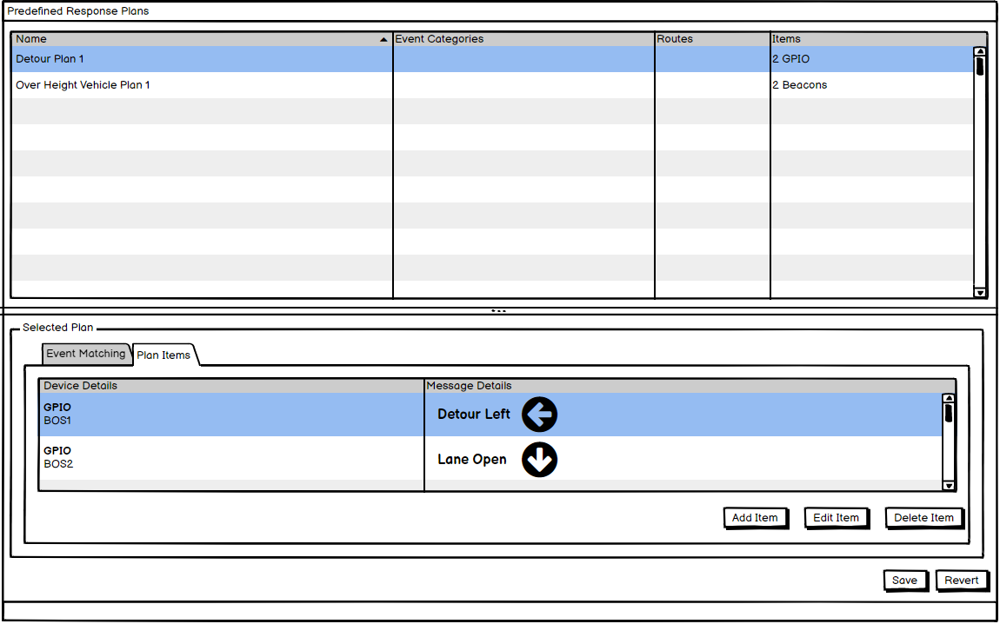 Predefined Response Plans
Name Event Categories Routes Items
Detour Plan 1 2 GPIO
Over Height Vehicle Plan 1 2 Beacons
Selected Plan
Event Matching Plan Items
Device Details Message Details
GPIO
BOS1
Detour Left
GPIO
BOS2
Lane Open
Add Item Edit Item Delete Item
Save Revert